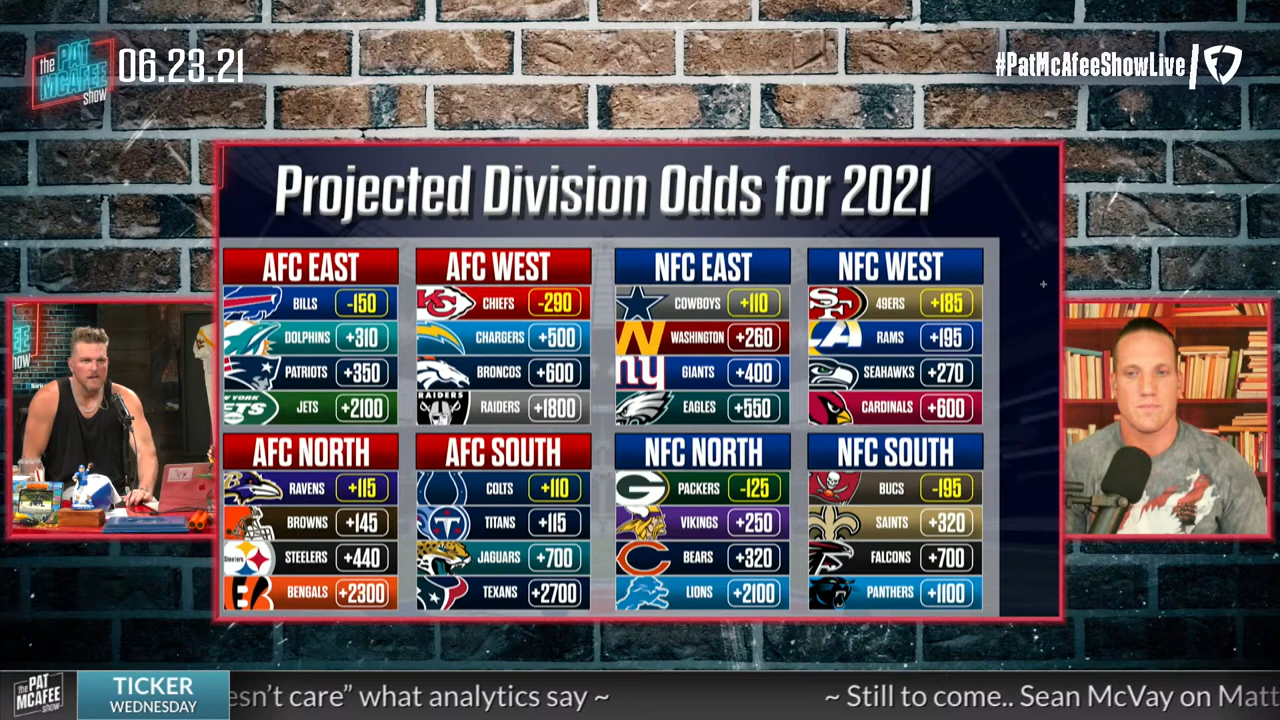 the PAT MCAFEE show
06.23.21
#PatMcAfeeShowLive
Projected Division Odds for 2021
AFC EAST
BILLS -150
DOLPHINS +310
PATRIOTS +350
JETS +2100
AFC WEST
CHIEFS -290
CHARGERS +500
BRONCOS +600
RAIDERS RAIDERS +1800
NFC EAST
COWBOYS +110
WASHINGTON +260
ny GIANTS +400
EAGLES +550
NFC WEST
SF 49ERS +185
RAMS +195
SEAHAWKS +270
CARDINALS +600
AFC NORTH
RAVENS +115
BROWNS +145
Steelers STEELERS +440
BENGALS +2300
AFC SOUTH
COLTS +110
TITANS +115
JAGUARS +700
TEXANS +2700
NFC NORTH
G PACKERS -125
VIKINGS +250
BEARS +320
LIONS +2100
NFC SOUTH
BUCS -195
SAINTS +320
FALCONS +700
PANTHERS +1100
the PAT MCAFEE show
TICKER
WEDNESDAY
esn't care” what analytics say ~ ~ Still to come.. Sean McVay on Matt